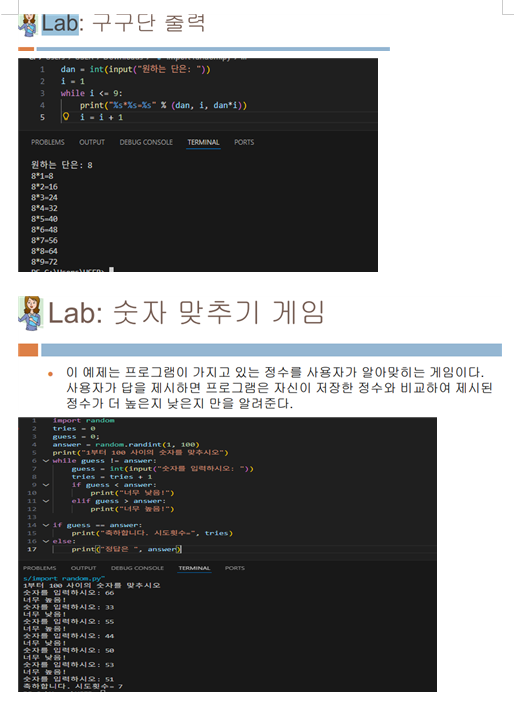 Lab: 구구단 출력
1 dan = int(input("원하는 단은: "))
2 i = 1
3 while i <= 9:
4 print("%s*%s=%s" % (dan, i, dan*i))
5 i = i + 1
PROBLEMS OUTPUT DEBUG CONSOLE TERMINAL PORTS
원하는 단은: 8
8*1=8
8*2=16
8*3=24
8*4=32
8*5=40
8*6=48
8*7=56
8*8=64
8*9=72
Lab: 숫자 맞추기 게임
• 이 예제는 프로그램이 가지고 있는 정수를 사용자가 알아맞히는 게임이다.
사용자가 답을 제시하면 프로그램은 자신이 저장한 정수와 비교하여 제시된
정수가 더 높은지 낮은지 만을 알려준다.
1 import random
2 tries = 0
3 guess = 0;
4 answer = random.randint(1, 100)
5 print("1부터 100 사이의 숫자를 맞추시오")
6 while guess != answer:
7 guess = int(input("숫자를 입력하시오: "))
8 tries = tries + 1
9 if guess < answer:
10 print("너무 낮음!")
11 elif guess > answer:
12 print("너무 높음!")
13
14 if guess == answer:
15 print("축하합니다. 시도횟수=", tries)
16 else:
17 print("정답은 ", answer)
PROBLEMS OUTPUT DEBUG CONSOLE TERMINAL PORTS
s/import random.py"
1부터 100 사이의 숫자를 맞추시오
숫자를 입력하시오: 66
너무 높음!
숫자를 입력하시오: 33
너무 낮음!
숫자를 입력하시오: 55
너무 높음!
숫자를 입력하시오: 44
너무 낮음!
숫자를 입력하시오: 50
너무 낮음!
숫자를 입력하시오: 53
너무 높음!
숫자를 입력하시오: 51
축하합니다. 시도횟수= 7